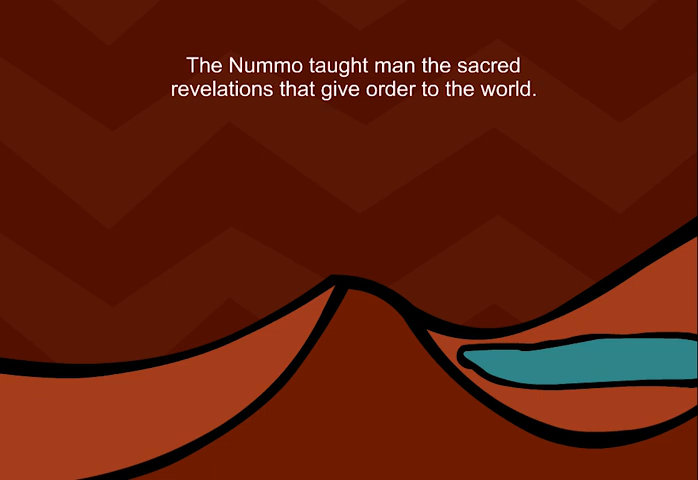 The Nummo taught man the sacred
revelations that give order to the world.